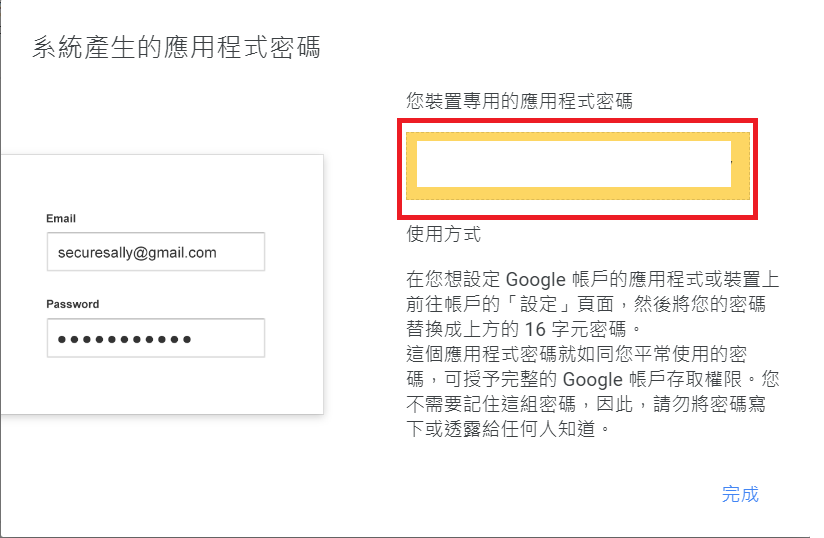 系統產生的應用程式密碼
您裝置專用的應用程式密碼
Email
securesally@gmail.com
Password
●●●●●●●●●●●
使用方式
在您想設定 Google 帳戶的應用程式或裝置上
前往帳戶的「設定」頁面，然後將您的密碼
替換成上方的 16 字元密碼。
這個應用程式密碼就如同您平常使用的密
碼，可授予完整的 Google 帳戶存取權限。您
不需要記住這組密碼，因此，請勿將密碼寫
下或透露給任何人知道。
完成